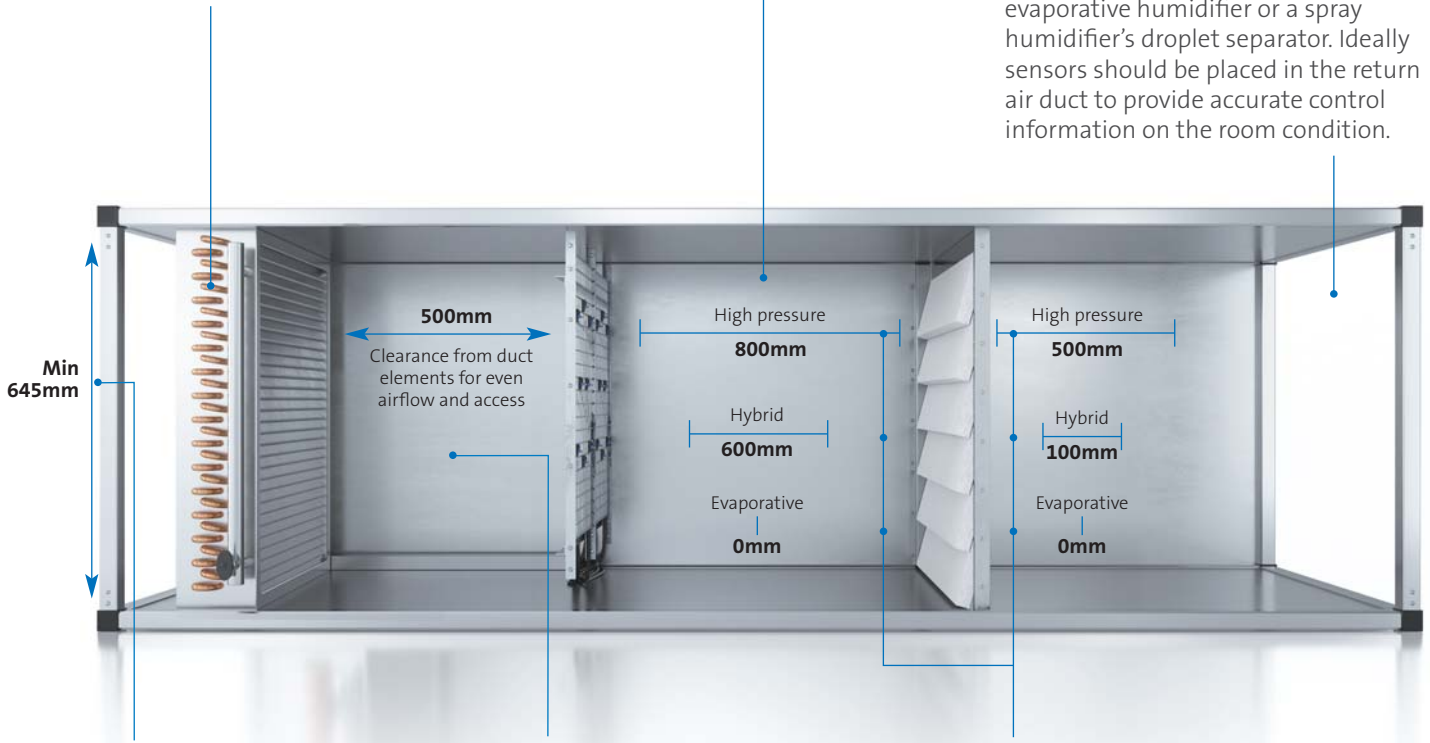 evaporative humidifier or a spray
humidifier’s droplet separator. Ideally
sensors should be placed in the return
air duct to provide accurate control
information on the room condition.
Min
645mm
500mm
Clearance from duct
elements for even
airflow and access
High pressure
800mm
Hybrid
600mm
Evaporative
0mm
High pressure
500mm
Hybrid
100mm
Evaporative
0mm